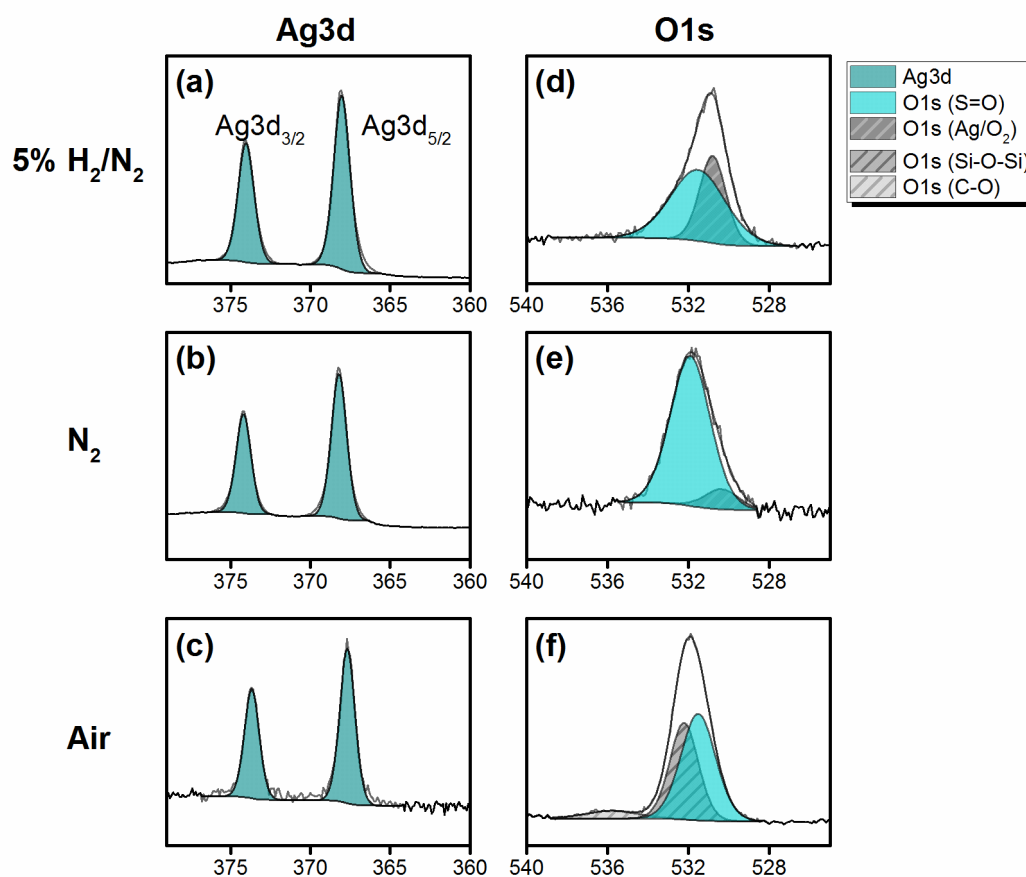 Ag3d O1s
(a) Ag3d3/2 Ag3d5/2
5% H2/N2
375 370 365 360
(d)
540 536 532 528
Ag3d
O1s (S=O)
O1s (Ag/O2)
O1s (Si-O-Si)
O1s (C-O)
(b)
N2
375 370 365 360
(e)
540 536 532 528
(c)
Air
375 370 365 360
(f)
540 536 532 528